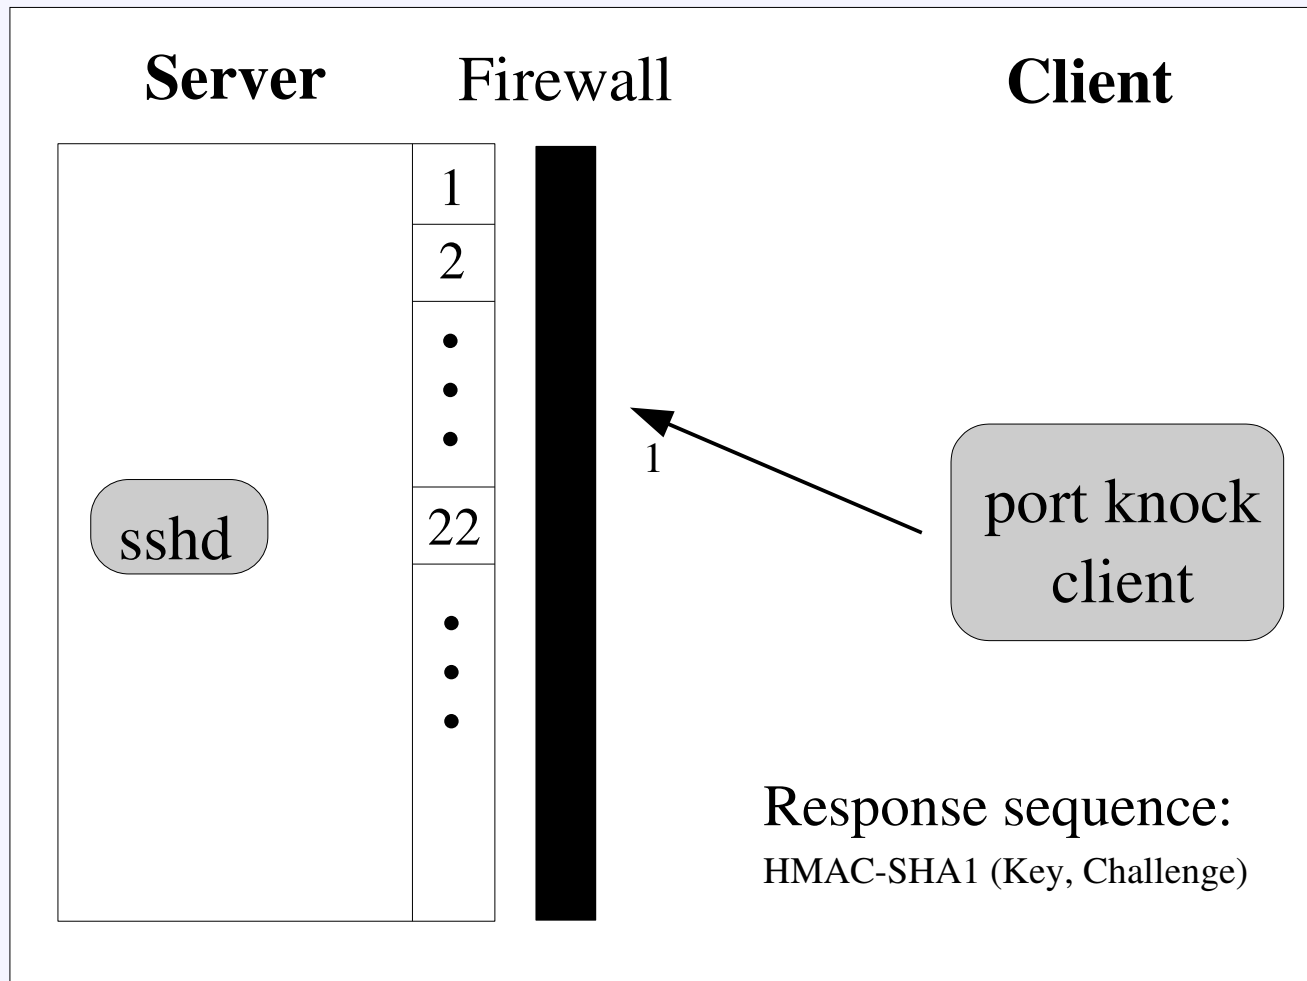 Server
Firewall
Client
1
2
1
22
sshd
port knock
client
Response sequence:
HMAC-SHA1 (Key, Challenge)